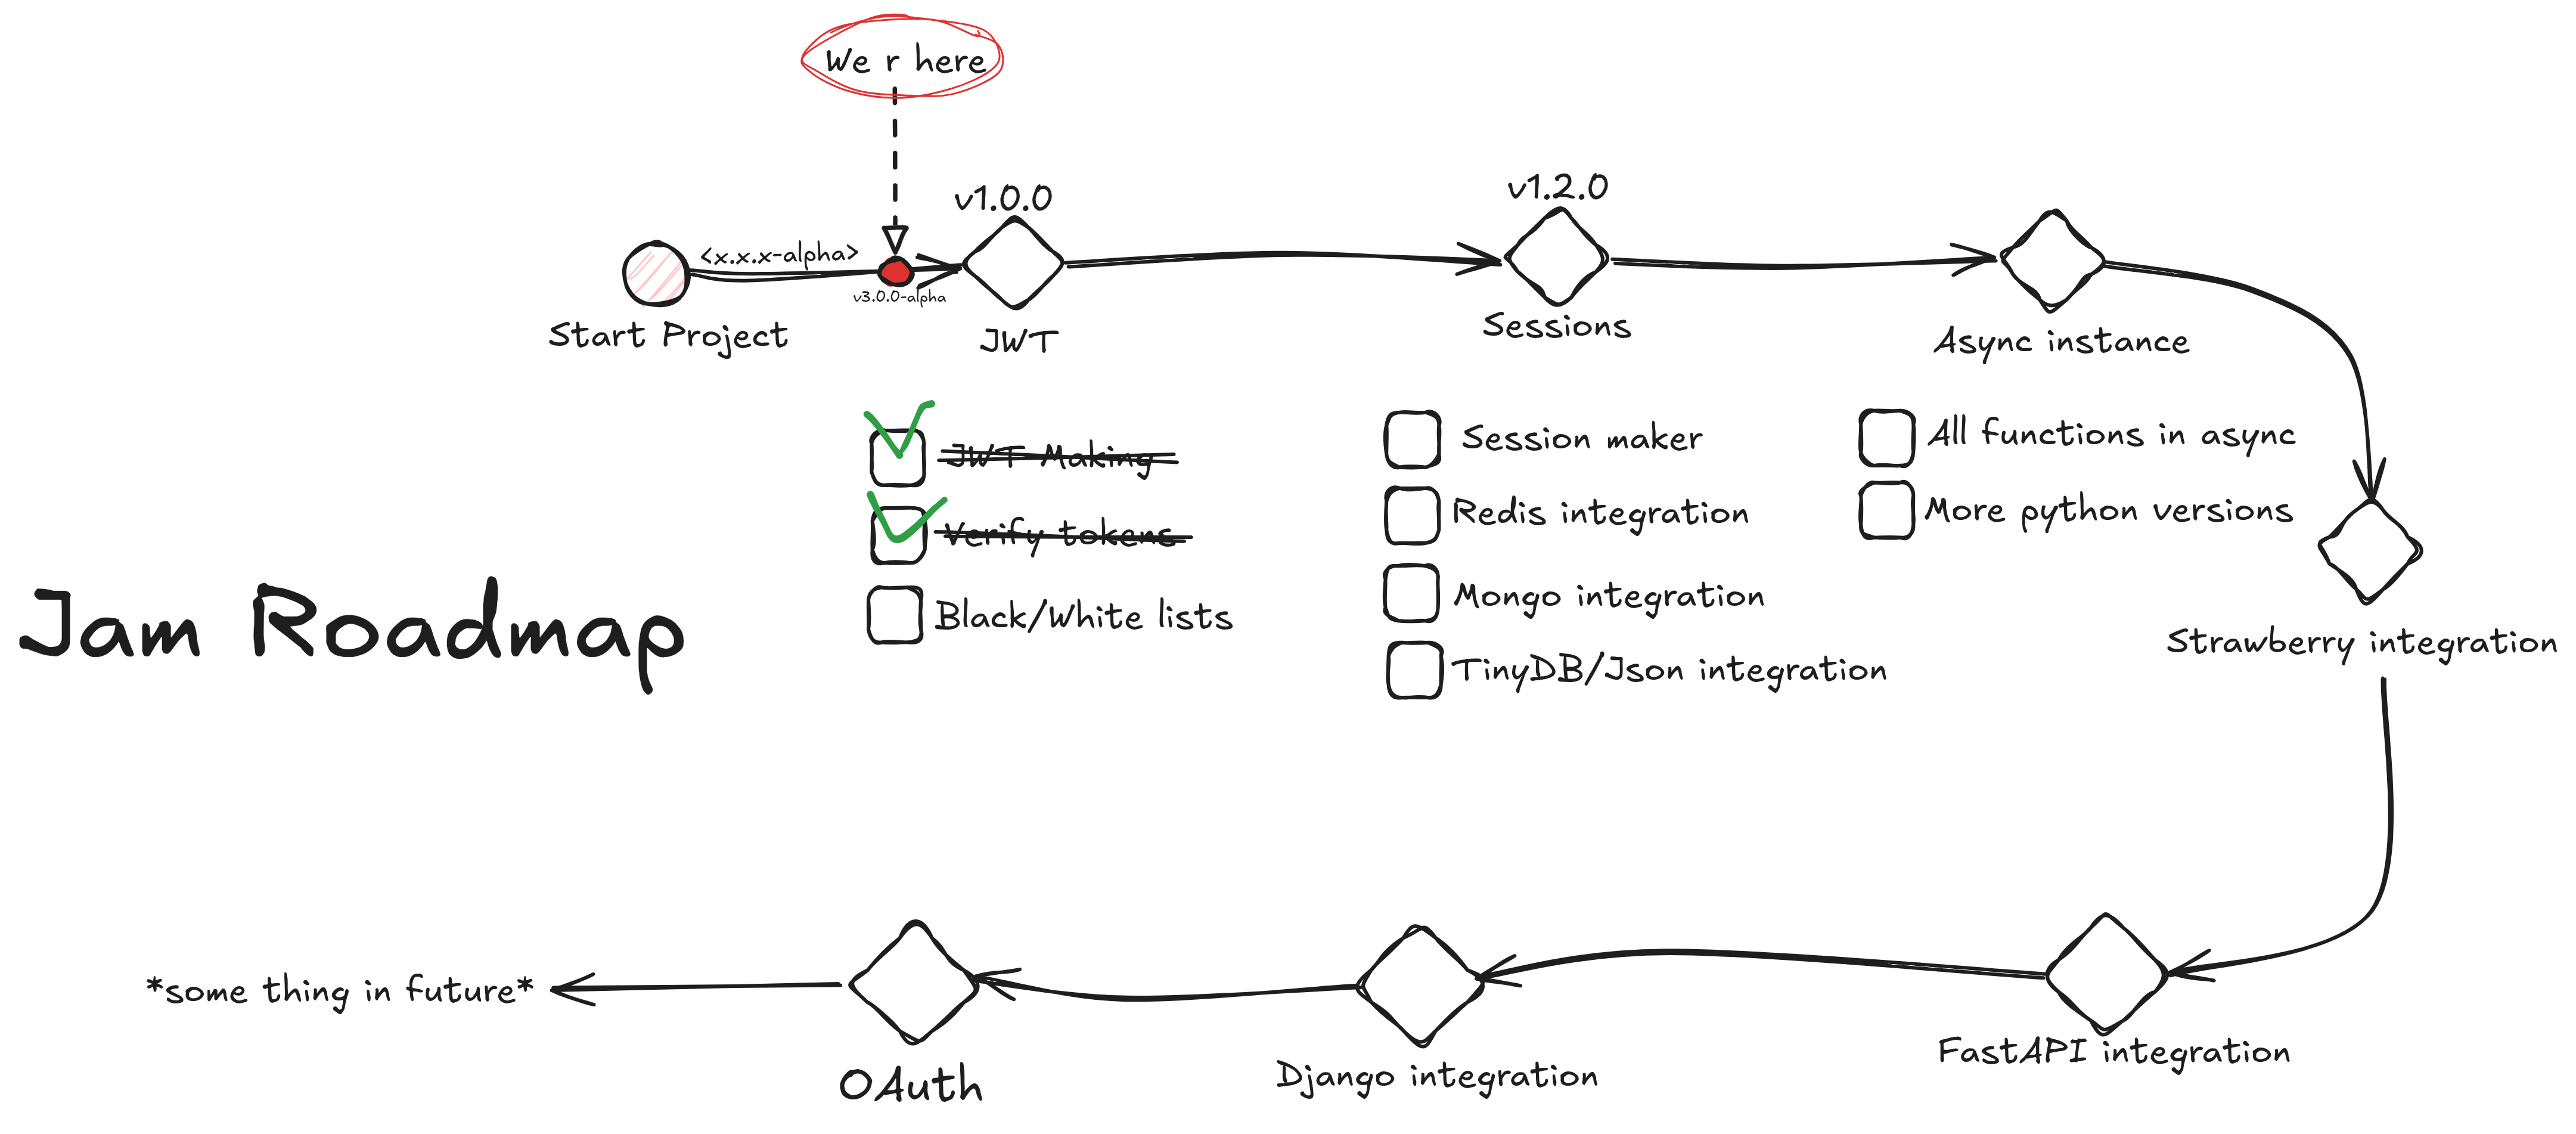 We r here
v1.0.0
v1.2.0
<x.x.x-alpha>
v3.0.0-alpha
Start Project
JWT
Sessions
Async instance
JWT Making
Verify tokens
Black/White lists
Session maker
Redis integration
Mongo integration
TinyDB/Json integration
All functions in async
More python versions
Strawberry integration
Jam Roadmap
FastAPI integration
Django integration
OAuth
*some thing in future*